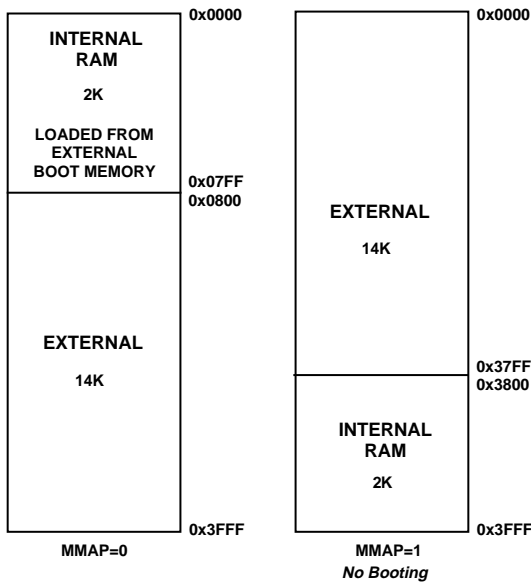 0x0000
INTERNAL
RAM
2K
LOADED FROM
EXTERNAL
BOOT MEMORY
0x07FF
0x0800
EXTERNAL
14K
0x3FFF
MMAP=0
0x0000
EXTERNAL
14K
0x37FF
0x3800
INTERNAL
RAM
2K
0x3FFF
MMAP=1
No Booting